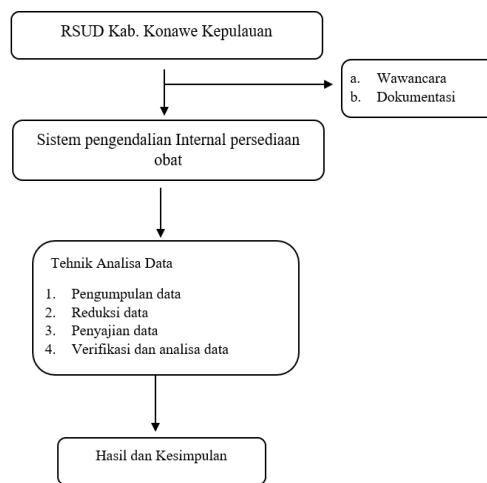 RSUD Kab. Konawe Kepulauan
a. Wawancara
b. Dokumentasi
Sistem pengendalian Internal persediaan
obat
Tehnik Analisa Data
1. Pengumpulan data
2. Reduksi data
3. Penyajian data
4. Verifikasi dan analisa data
Hasil dan Kesimpulan